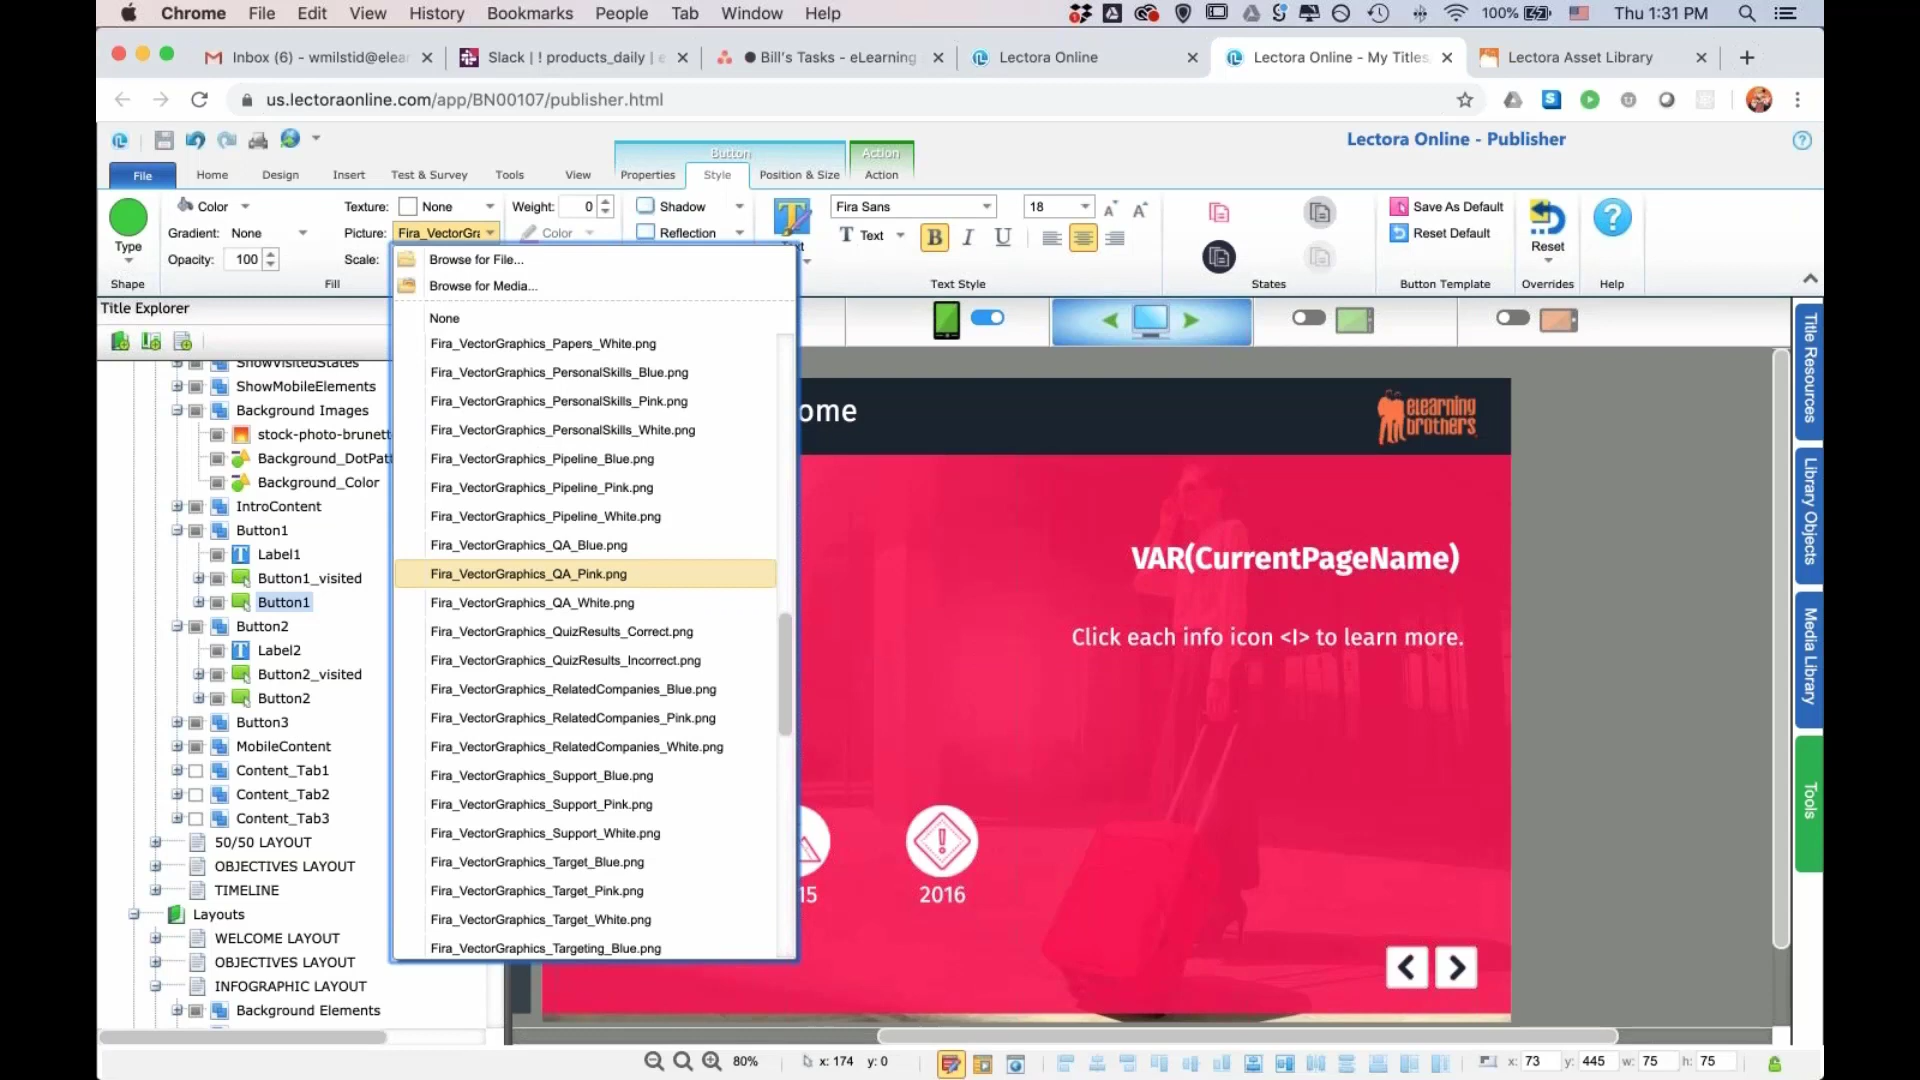 Chrome File Edit View History Bookmarks People Tab Window Help 100% Thu 1:31 PM
Inbox (6) - wmilstid@elear Slack | ! products_daily | e ● Bill's Tasks - eLearning Lectora Online Lectora Online - My Titles, Lectora Asset Library
us.lectoraonline.com/app/BN00107/publisher.html
Lectora Online - Publisher
Button Action
File Home Design Insert Test & Survey Tools View Properties Style Position & Size Action
Type
Shape
Color
Gradient: None
Opacity: 100
Texture: None
Picture: Fira_VectorGra
Scale:
Fill
Weight: 0
Color
Shadow
Reflection
Fira Sans 18
Text B I U
Text Style
States
Save As Default
Reset Default
Button Template
Reset
Overrides
Help
Title Explorer
ShowVisitedStates
ShowMobileElements
Background Images
stock-photo-brunett
Background_DotPatt
Background_Color
IntroContent
Button1
Label1
Button1_visited
Button1
Button2
Label2
Button2_visited
Button2
Button3
MobileContent
Content_Tab1
Content_Tab2
Content_Tab3
50/50 LAYOUT
OBJECTIVES LAYOUT
TIMELINE
Layouts
WELCOME LAYOUT
OBJECTIVES LAYOUT
INFOGRAPHIC LAYOUT
Background Elements
Browse for File...
Browse for Media...
None
Fira_VectorGraphics_Papers_White.png
Fira_VectorGraphics_PersonalSkills_Blue.png
Fira_VectorGraphics_PersonalSkills_Pink.png
Fira_VectorGraphics_PersonalSkills_White.png
Fira_VectorGraphics_Pipeline_Blue.png
Fira_VectorGraphics_Pipeline_Pink.png
Fira_VectorGraphics_Pipeline_White.png
Fira_VectorGraphics_QA_Blue.png
Fira_VectorGraphics_QA_Pink.png
Fira_VectorGraphics_QA_White.png
Fira_VectorGraphics_QuizResults_Correct.png
Fira_VectorGraphics_QuizResults_Incorrect.png
Fira_VectorGraphics_RelatedCompanies_Blue.png
Fira_VectorGraphics_RelatedCompanies_Pink.png
Fira_VectorGraphics_RelatedCompanies_White.png
Fira_VectorGraphics_Support_Blue.png
Fira_VectorGraphics_Support_Pink.png
Fira_VectorGraphics_Support_White.png
Fira_VectorGraphics_Target_Blue.png
Fira_VectorGraphics_Target_Pink.png
Fira_VectorGraphics_Target_White.png
Fira_VectorGraphics_Targeting_Blue.png
ome
eLearning
brothers
VAR(CurrentPageName)
Click each info icon <I> to learn more.
15 2016
Title Resources
Library Objects
Media Library
Tools
80% x: 174 y: 0 x: 73 y: 445 w: 75 h: 75